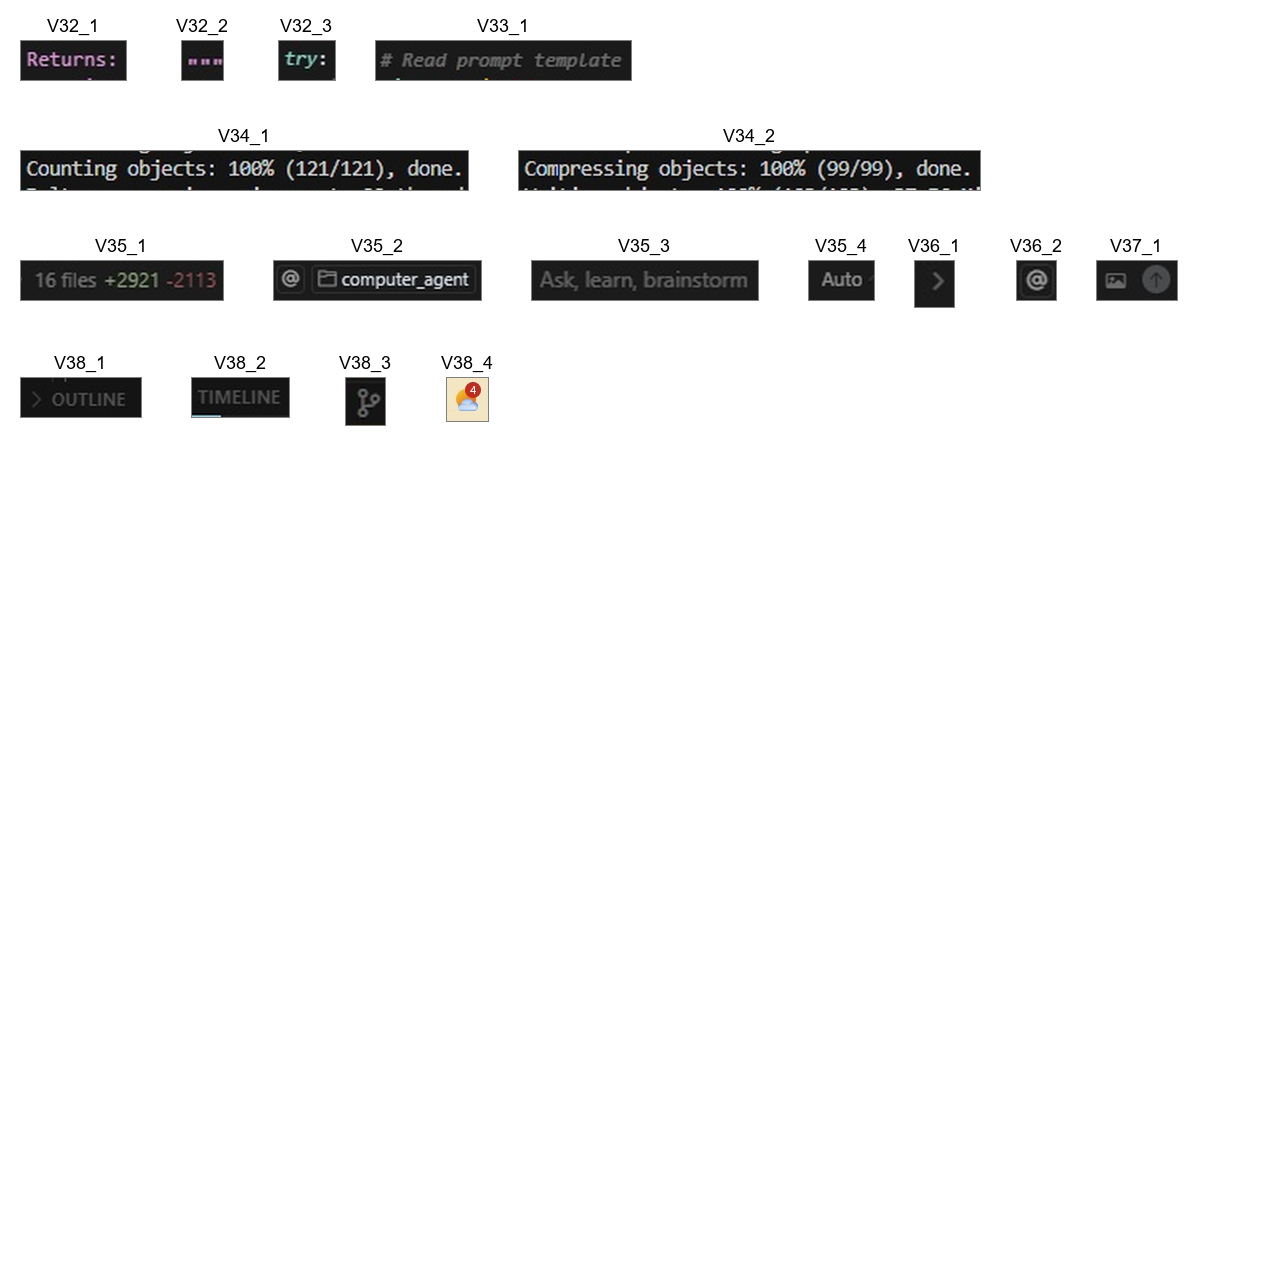 V32_1 V32_2 V32_3 V33_1
Returns: """ try: # Read prompt template
V34_1 V34_2
Counting objects: 100% (121/121), done. Compressing objects: 100% (99/99), done.
V35_1 V35_2 V35_3 V35_4 V36_1 V36_2 V37_1
16 files +2921 -2113 @ computer_agent Ask, learn, brainstorm Auto > @
V38_1 V38_2 V38_3 V38_4
> OUTLINE TIMELINE 4